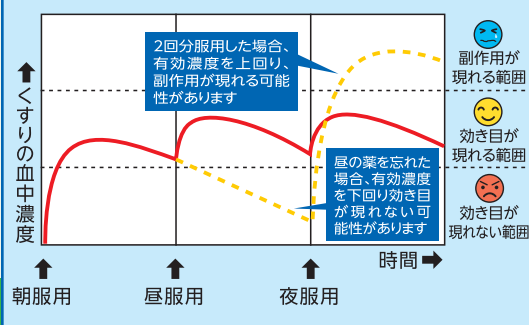 2回分服用した場合、
有効濃度を上回り、
副作用が現れる可能
性があります
副作用が
現れる範囲
↑くすりの血中濃度
効き目が
現れる範囲
昼の薬を忘れた
場合、有効濃度
を下回り効き目
が現れない可
能性があります
効き目が
現れない範囲
時間→
朝服用
昼服用
夜服用